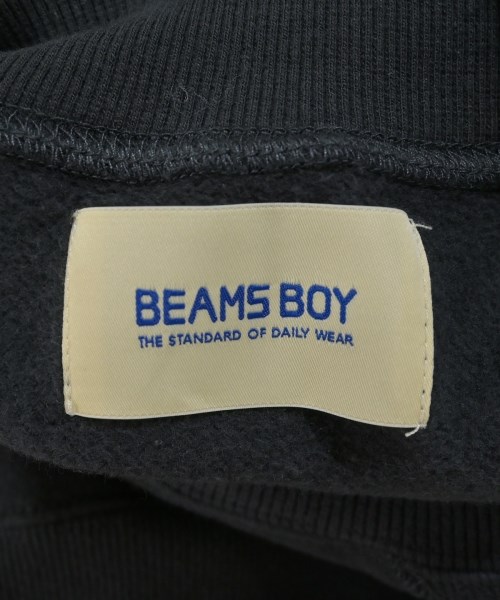 BEAMS BOY
THE STANDARD OF DAILY WEAR